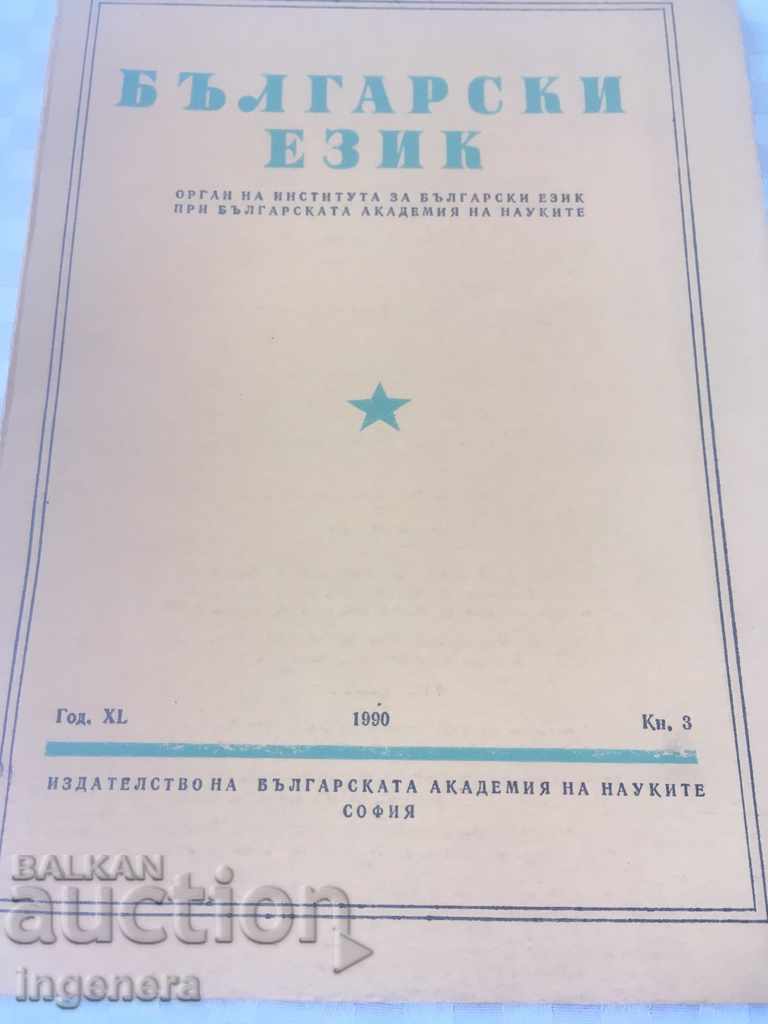 БЪЛГАРСКИ
ЕЗИК
ОРГАН НА ИНСТИТУТА ЗА БЪЛГАРСКИ ЕЗИК
ПРИ БЪЛГАРСКАТА АКАДЕМИЯ НА НАУКИТЕ
Год. XL 1990 Кн. 3
ИЗДАТЕЛСТВО НА БЪЛГАРСКАТА АКАДЕМИЯ НА НАУКИТЕ
СОФИЯ
BALKAN
auction
ingenera